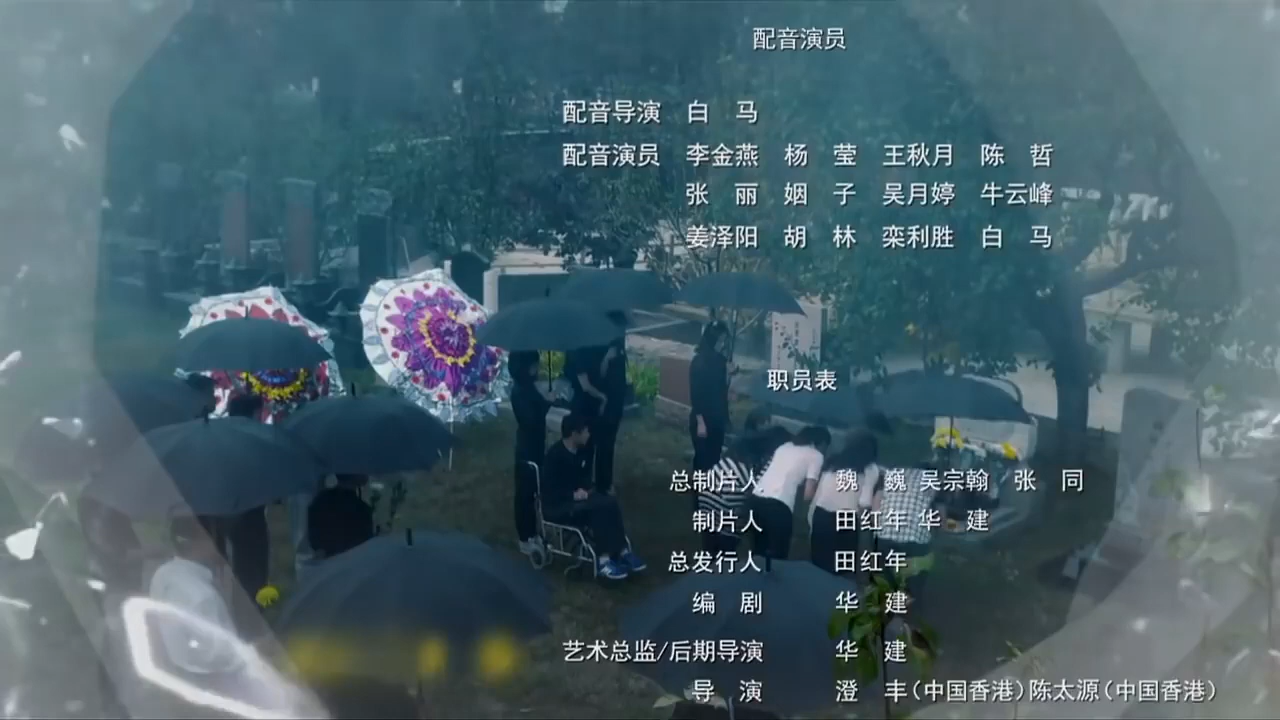 配音演员
配音导演 白 马
配音演员 李金燕 杨 莹 王秋月 陈 哲
张 丽 姻 子 吴月婷 牛云峰
姜泽阳 胡 林 栾利胜 白 马
职员表
总制片人 魏 巍 吴宗翰 张 同
制片人 田红年 华 建
总发行人 田红年
编 剧 华 建
艺术总监/后期导演 华 建
导 演 澄 丰(中国香港)陈太源(中国香港)